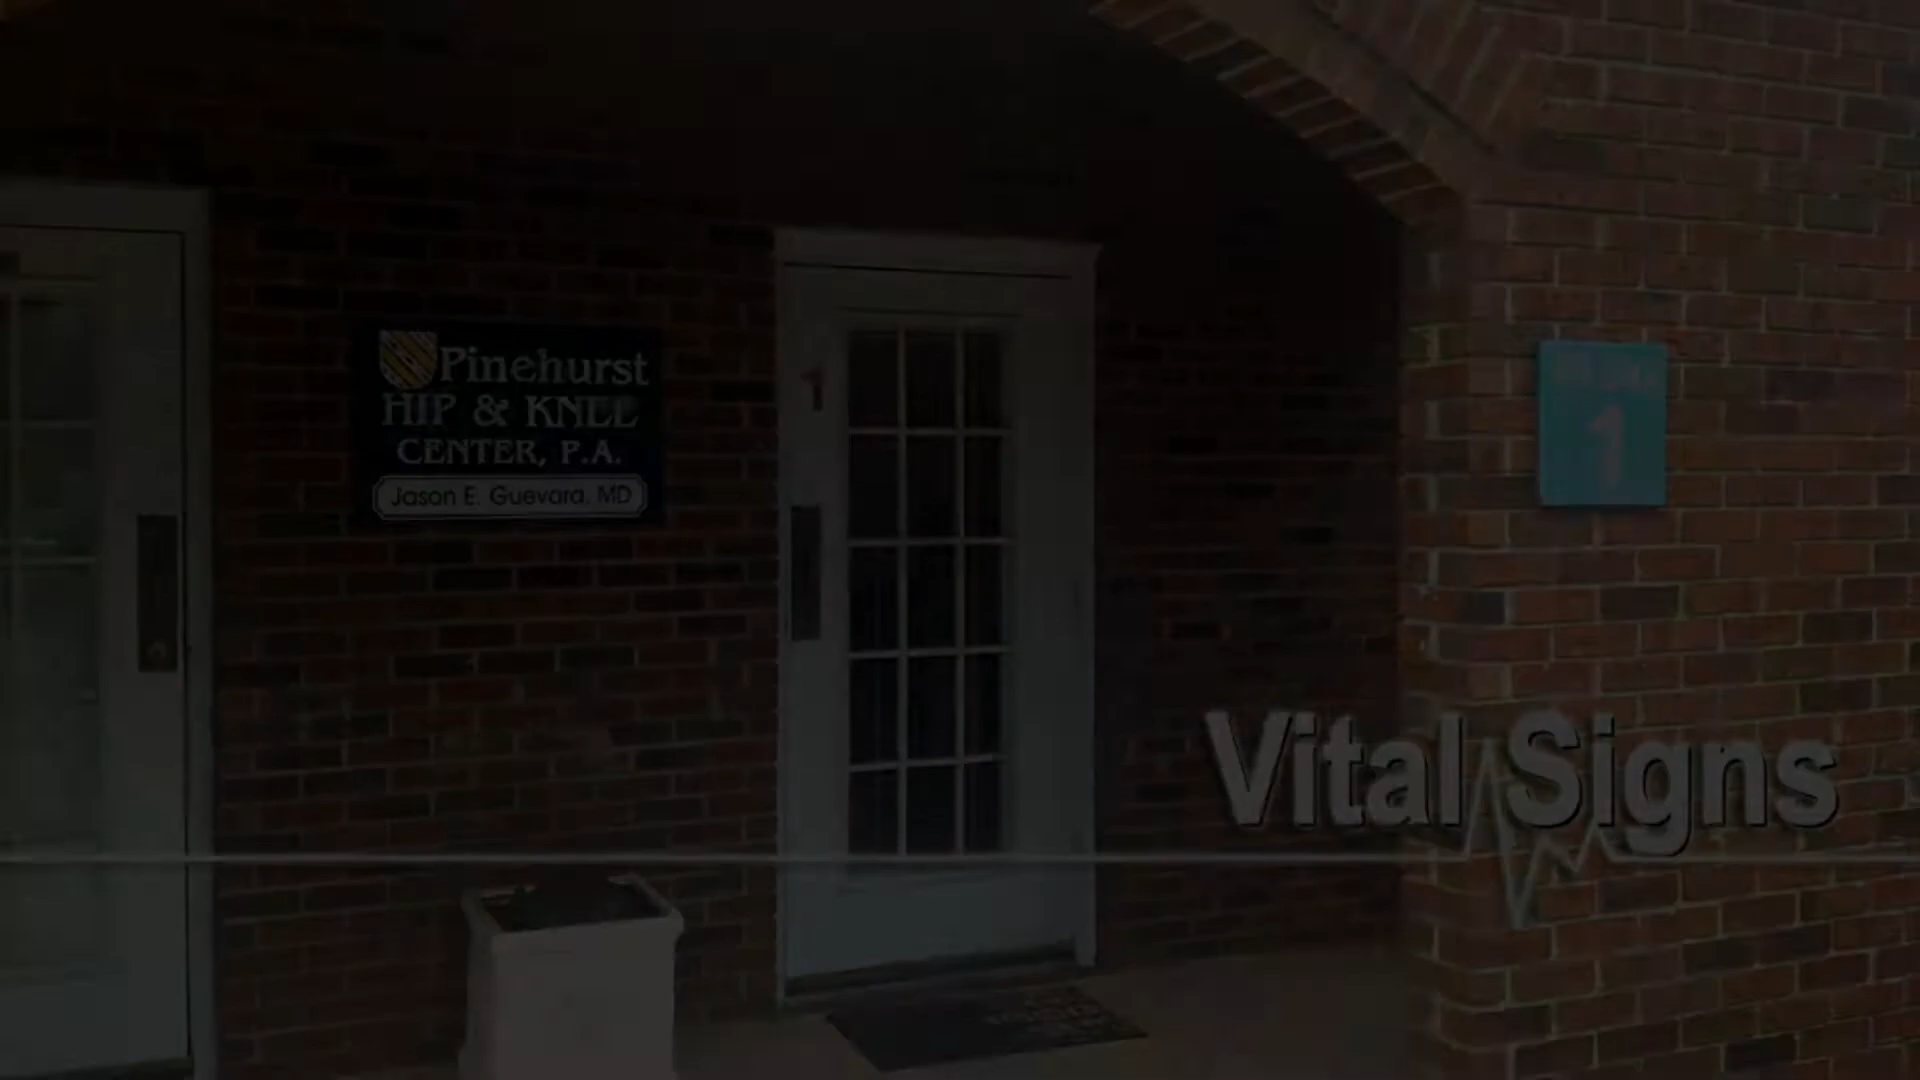 Pinehurst
HIP & KNEE
CENTER, P.A.
Jason E. Guevara, MD
1
1
Vital Signs